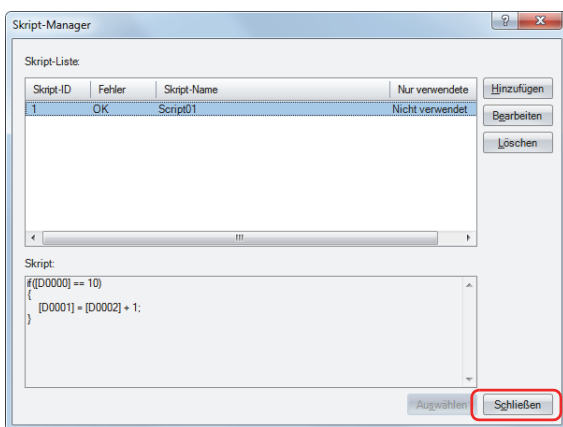 Skript-Manager
Skript-Liste:
Skript-ID Fehler Skript-Name Nur verwendete
1 OK Script01 Nicht verwendet
Hinzufügen
Bearbeiten
Löschen
Skript:
if([D0000] == 10)
{
[D0001] = [D0002] + 1;
}
Auswählen Schließen